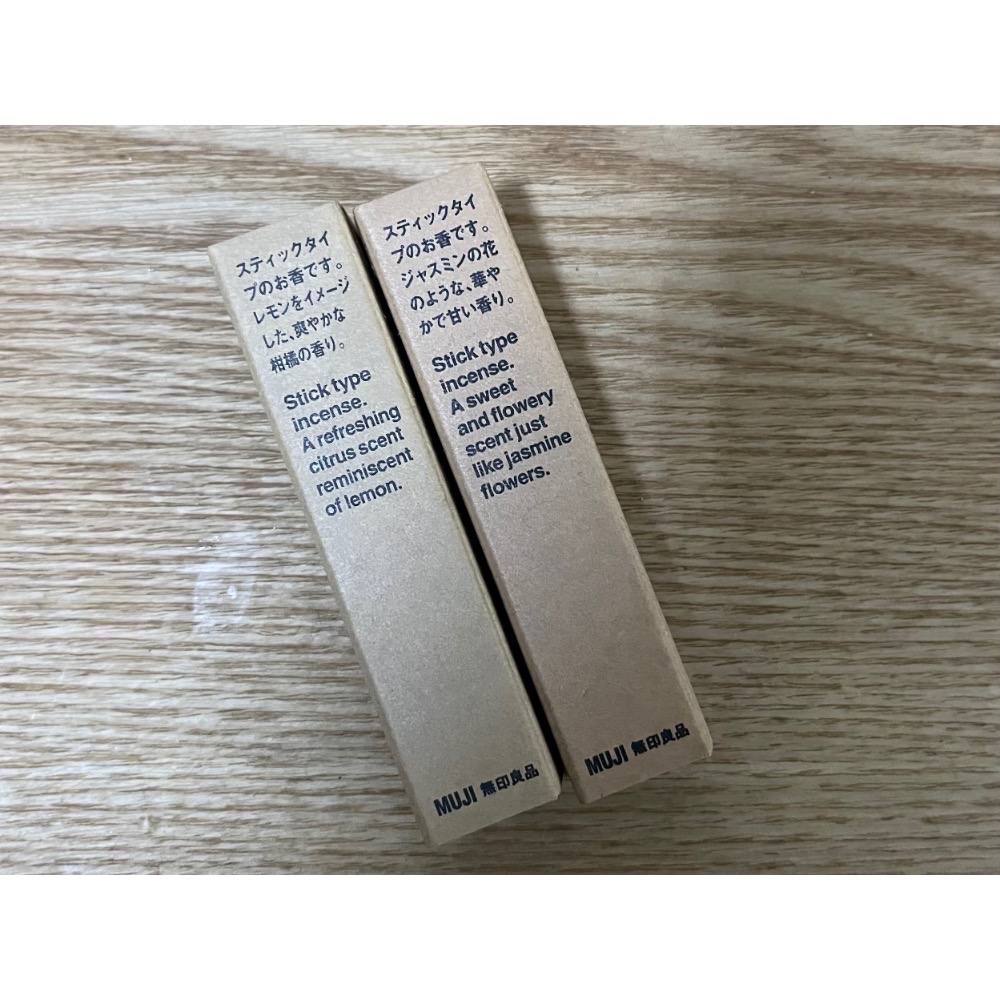 スティックタイ
プのお香です。
レモンをイメージ
した、爽やかな
柑橘の香り。
Stick type
incense.
A refreshing
citrus scent
reminiscent
of lemon.
MUJI 無印良品
スティックタイ
プのお香です。
ジャスミンの花
のような、華や
かで甘い香り。
Stick type
incense.
A sweet
and flowery
scent just
like jasmine
flowers.
MUJI 無印良品